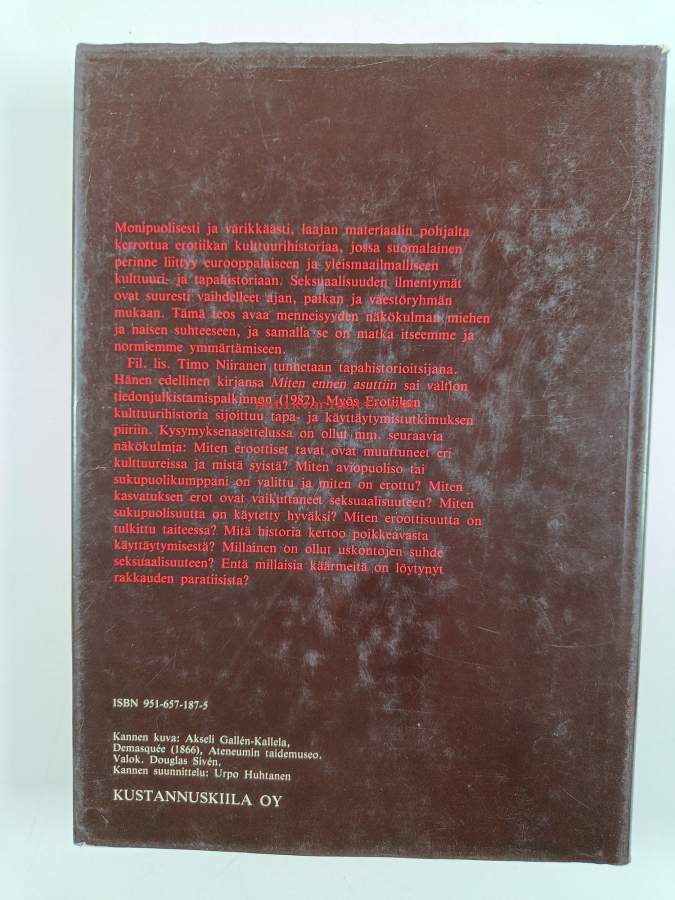 Monipuolisesti ja värikkäästi, laajan materiaalin pohjalta
kerrottua erotiikan kulttuurihistoriaa, jossa suomalainen
perinne liittyy eurooppalaiseen ja yleismaailmalliseen
kulttuuri- ja tapahistoriaan. Seksuaalisuuden ilmentymät
ovat suuresti vaihdelleet ajan, paikan ja väestöryhmän
mukaan. Tämä teos avaa menneisyyden näkökulman miehen
ja naisen suhteeseen, ja samalla se on matka itseemme ja
normiemme ymmärtämiseen.
Fil. lis. Timo Niiranen tunnetaan tapahistorioitsijana.
Hänen edellinen kirjansa Miten ennen asuttiin sai valtion
tiedonjulkistamispalkinnon (1982). Myös Erotiikan
kulttuurihistoria sijoittuu tapa- ja käyttäytymistutkimuksen
piiriin. Kysymyksenasettelussa on ollut mm. seuraavia
näkökulmia: Miten eroottiset tavat ovat muuttuneet eri
kulttuureissa ja mistä syistä? Miten aviopuoliso tai
sukupuolikumppani on valittu ja miten on erottu? Miten
kasvatuksen erot ovat vaikuttaneet seksuaalisuuteen? Miten
sukupuolisuutta on käytetty hyväksi? Miten eroottisuutta on
tulkittu taiteessa? Mitä historia kertoo poikkeavasta
käyttäytymisestä? Millainen on ollut uskontojen suhde
seksuaalisuuteen? Entä millaisia käärmeitä on löytynyt
rakkauden paratiisista?
ISBN 951-657-187-5
Kannen kuva: Akseli Gallén-Kallela,
Demasquée (1866), Ateneumin taidemuseo,
Valok. Douglas Sivén,
Kannen suunnittelu: Urpo Huhtanen
KUSTANNUSKIILA OY